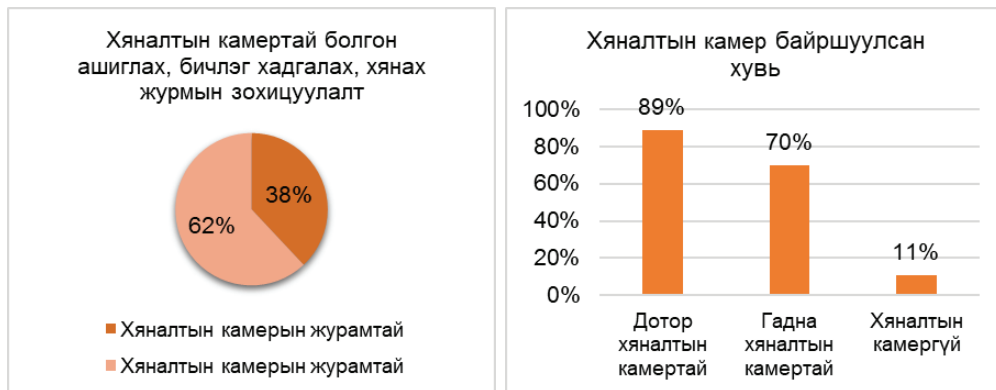 Хяналтын камертай болгон
ашиглах, бичлэг хадгалах, хянах
журмын зохицуулалт
38%
62%
Хяналтын камерын журамтай
Хяналтын камерын журамтай
Хяналтын камер байршуулсан
хувь
100%
80%
60%
40%
20%
0%
89%
70%
11%
Дотор
хяналтын
камертай
Гадна
хяналтын
камертай
Хяналтын
камергүй